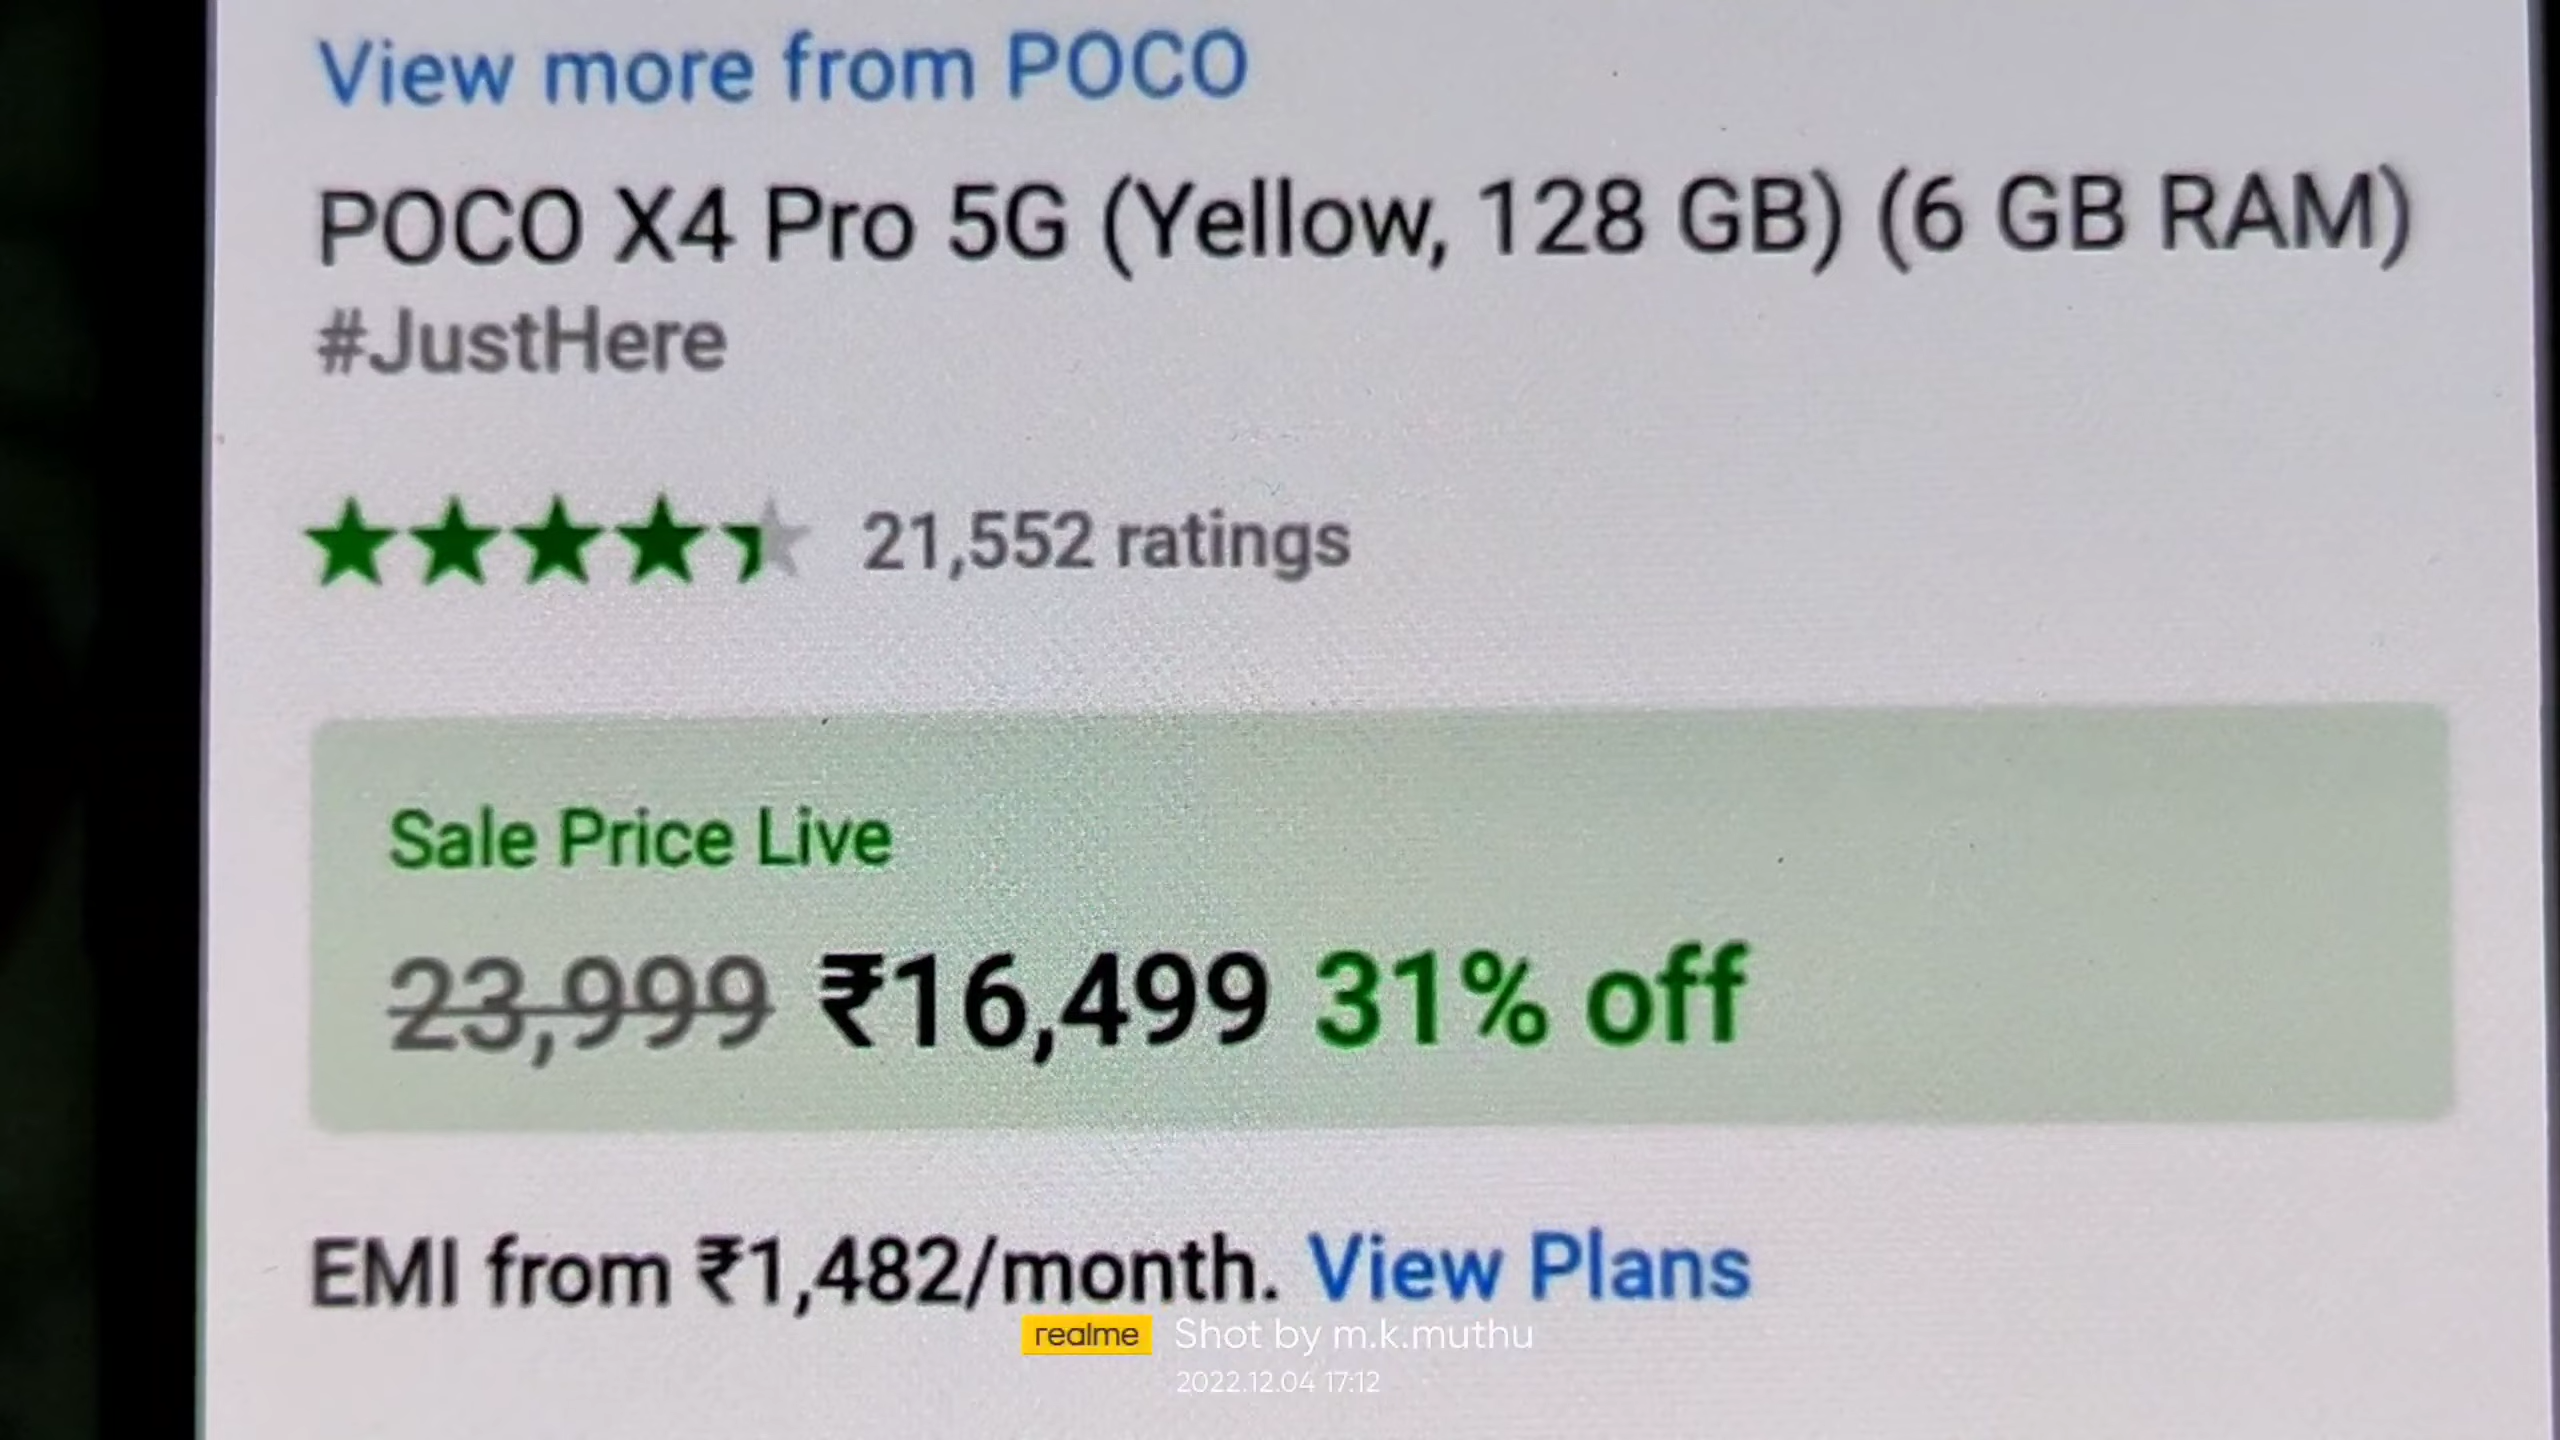 View more from POCO
POCO X4 Pro 5G (Yellow, 128 GB) (6 GB RAM)
#JustHere
21,552 ratings
Sale Price Live
23,999 ₹16,499 31% off
EMI from ₹1,482/month. View Plans
realme Shot by m.k.muthu
2022.12.04 17:12